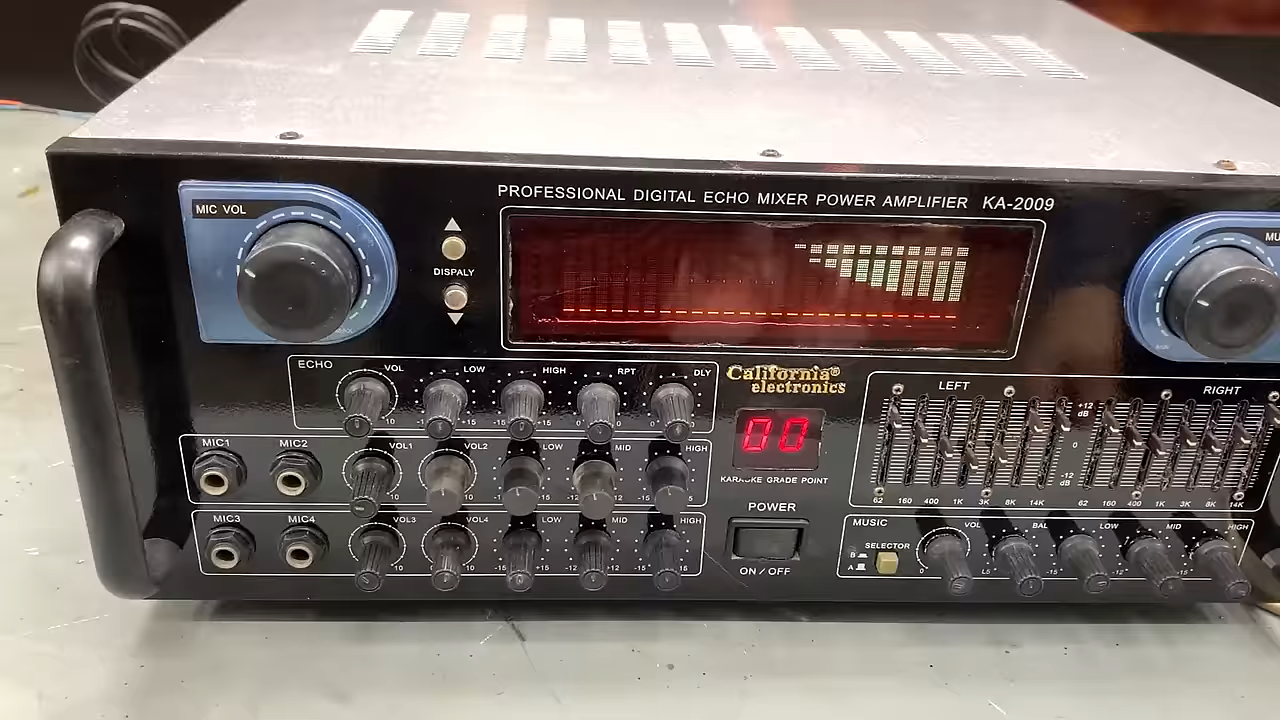 PROFESSIONAL DIGITAL ECHO MIXER POWER AMPLIFIER KA-2009
MIC VOL
MU
DISPALY
ECHO VOL LOW HIGH RPT DLY
California®
electronics
LEFT RIGHT
+12
dB
0
-12
dB
62 160 400 1K 3K 8K 14K 62 160 400 1K 3K 8K 14K
MIC1 MIC2 VOL1 VOL2 LOW MID HIGH
00
KARAOKE GRADE POINT
MIC3 MIC4 VOL3 VOL4 LOW MID HIGH
POWER
ON / OFF
MUSIC VOL BAL LOW MID HIGH
SELECTOR
B
A